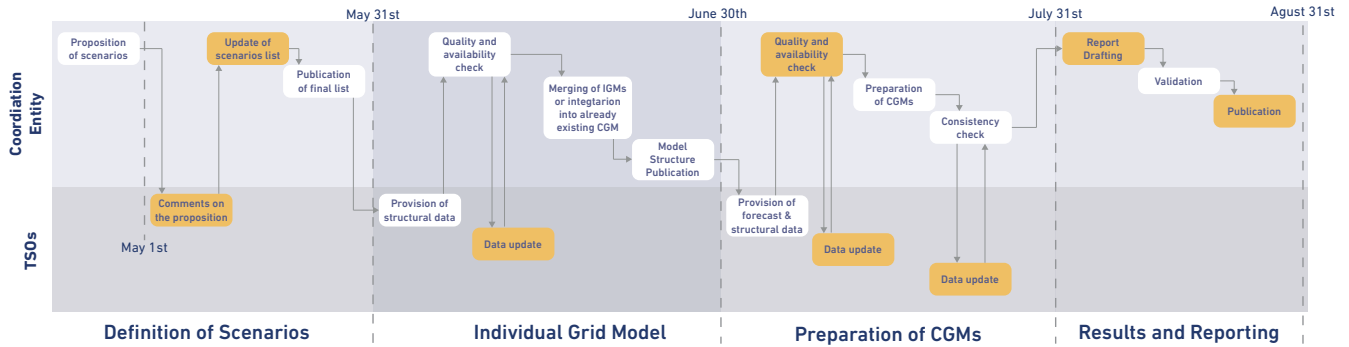 May 31st
June 30th
July 31st
Agust 31st
Coordiation
Entity
TSOs
Proposition
of scenarios
Update of
scenarios list
Publication
of final list
Comments on
the proposition
May 1st
Quality and
availability
check
Merging of IGMs
or integtarion
into already
existing CGM
Model
Structure
Publication
Provision of
structural data
Data update
Quality and
availability
check
Preparation
of CGMs
Consistency
check
Provision of
forecast &
structural data
Data update
Data update
Report
Drafting
Validation
Publication
Definition of Scenarios
Individual Grid Model
Preparation of CGMs
Results and Reporting